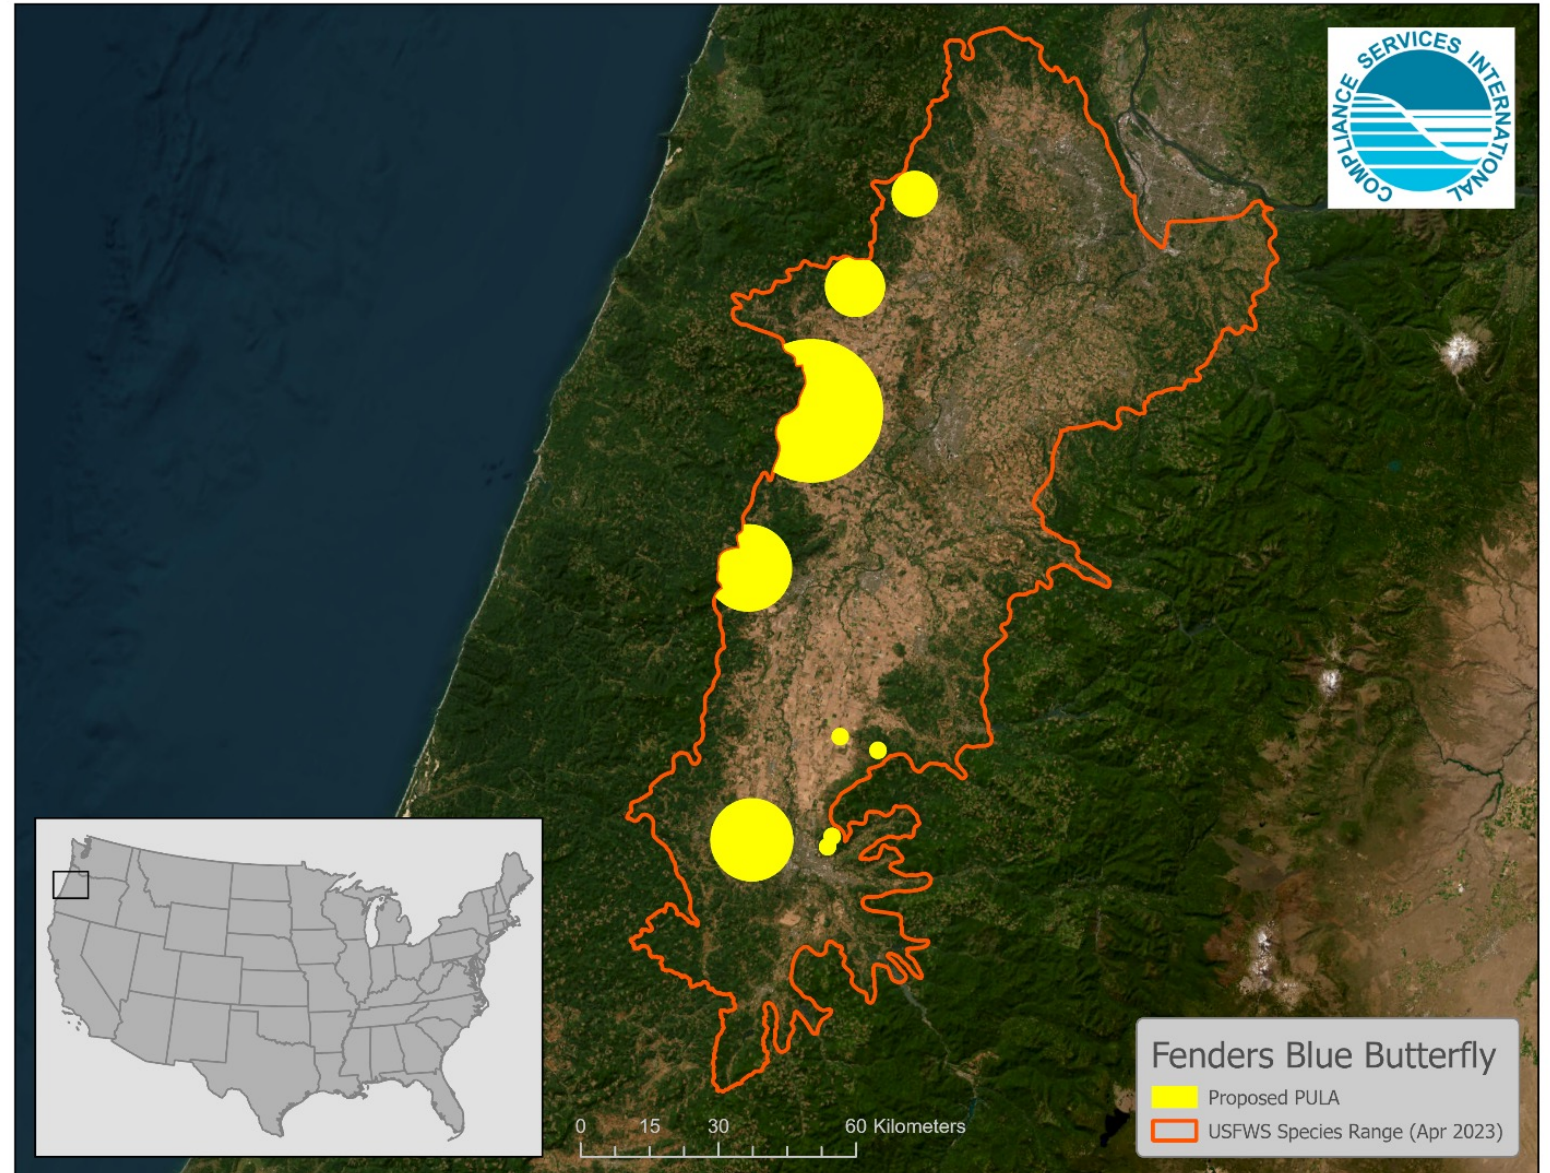 COMPLIANCE SERVICES INTERNATIONAL
Fenders Blue Butterfly
Proposed PULA
USFWS Species Range (Apr 2023)
0 15 30 60 Kilometers